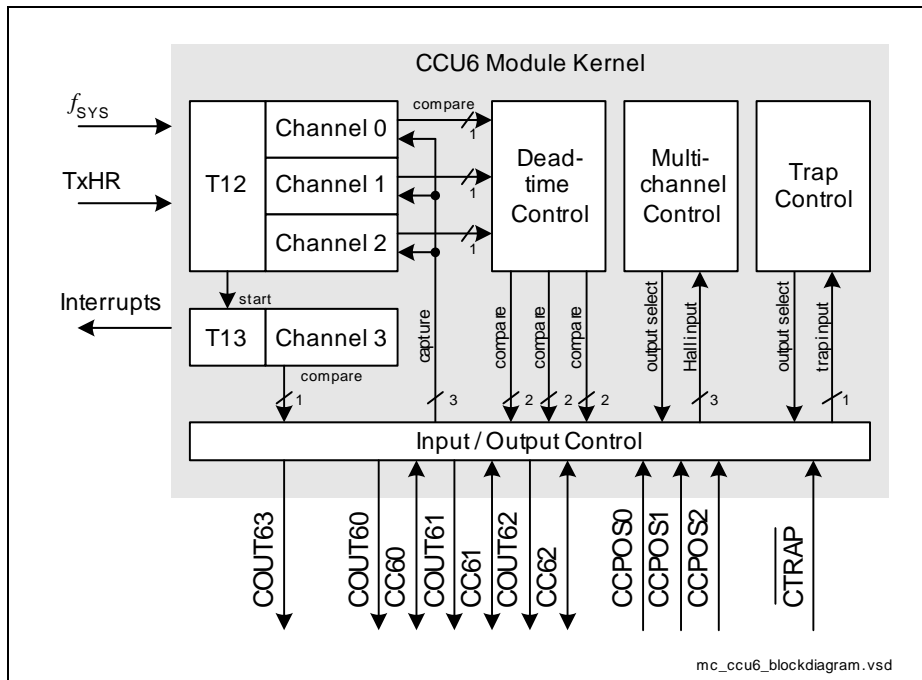 CCU6 Module Kernel
fSYS
TxHR
Interrupts
T12
Channel 0
Channel 1
Channel 2
compare
1
1
1
Dead-
time
Control
Multi-
channel
Control
Trap
Control
start
T13
Channel 3
compare
1
capture
3
compare
2
compare
2
compare
2
output select
Hall input
3
output select
trap input
1
Input / Output Control
COUT63
COUT60
CC60
COUT61
CC61
COUT62
CC62
CCPOS0
CCPOS1
CCPOS2
CTRAP
mc_ccu6_blockdiagram.vsd